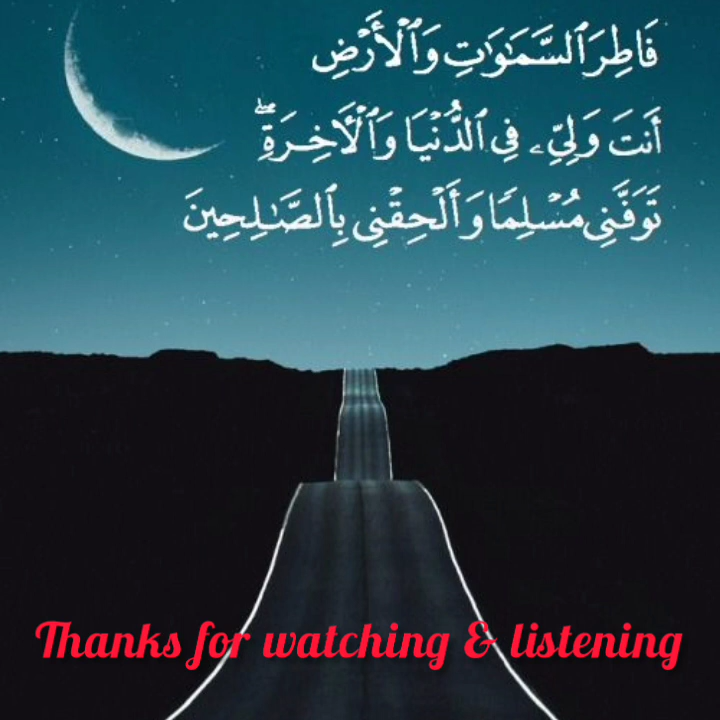 فَاطِرَ ٱلسَّمَٰوَٰتِ وَٱلْأَرْضِ
أَنتَ وَلِيِّۦ فِى ٱلدُّنْيَا وَٱلْأَخِرَةِۖ
تَوَفَّنِى مُسْلِمًا وَأَلْحِقْنِى بِٱلصَّٰلِحِينَ
Thanks for watching & listening